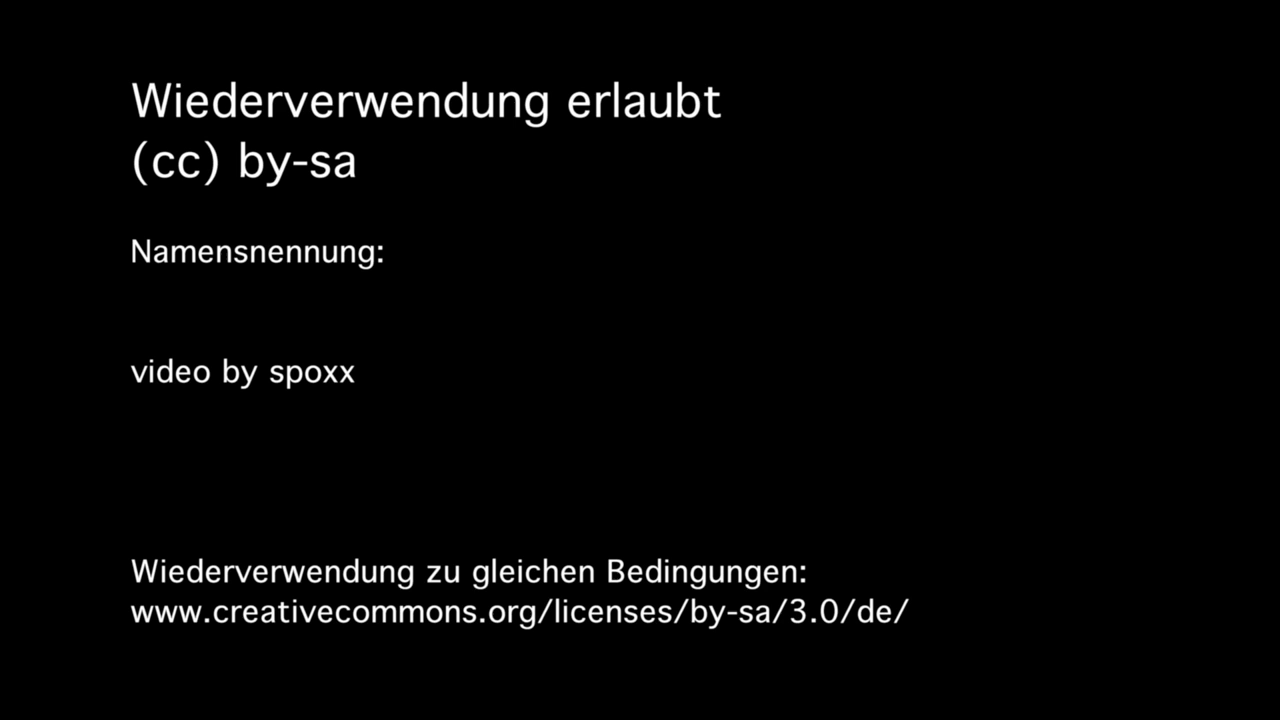 Wiederverwendung erlaubt
(cc) by-sa
Namensnennung:
video by spoxx
Wiederverwendung zu gleichen Bedingungen:
www.creativecommons.org/licenses/by-sa/3.0/de/